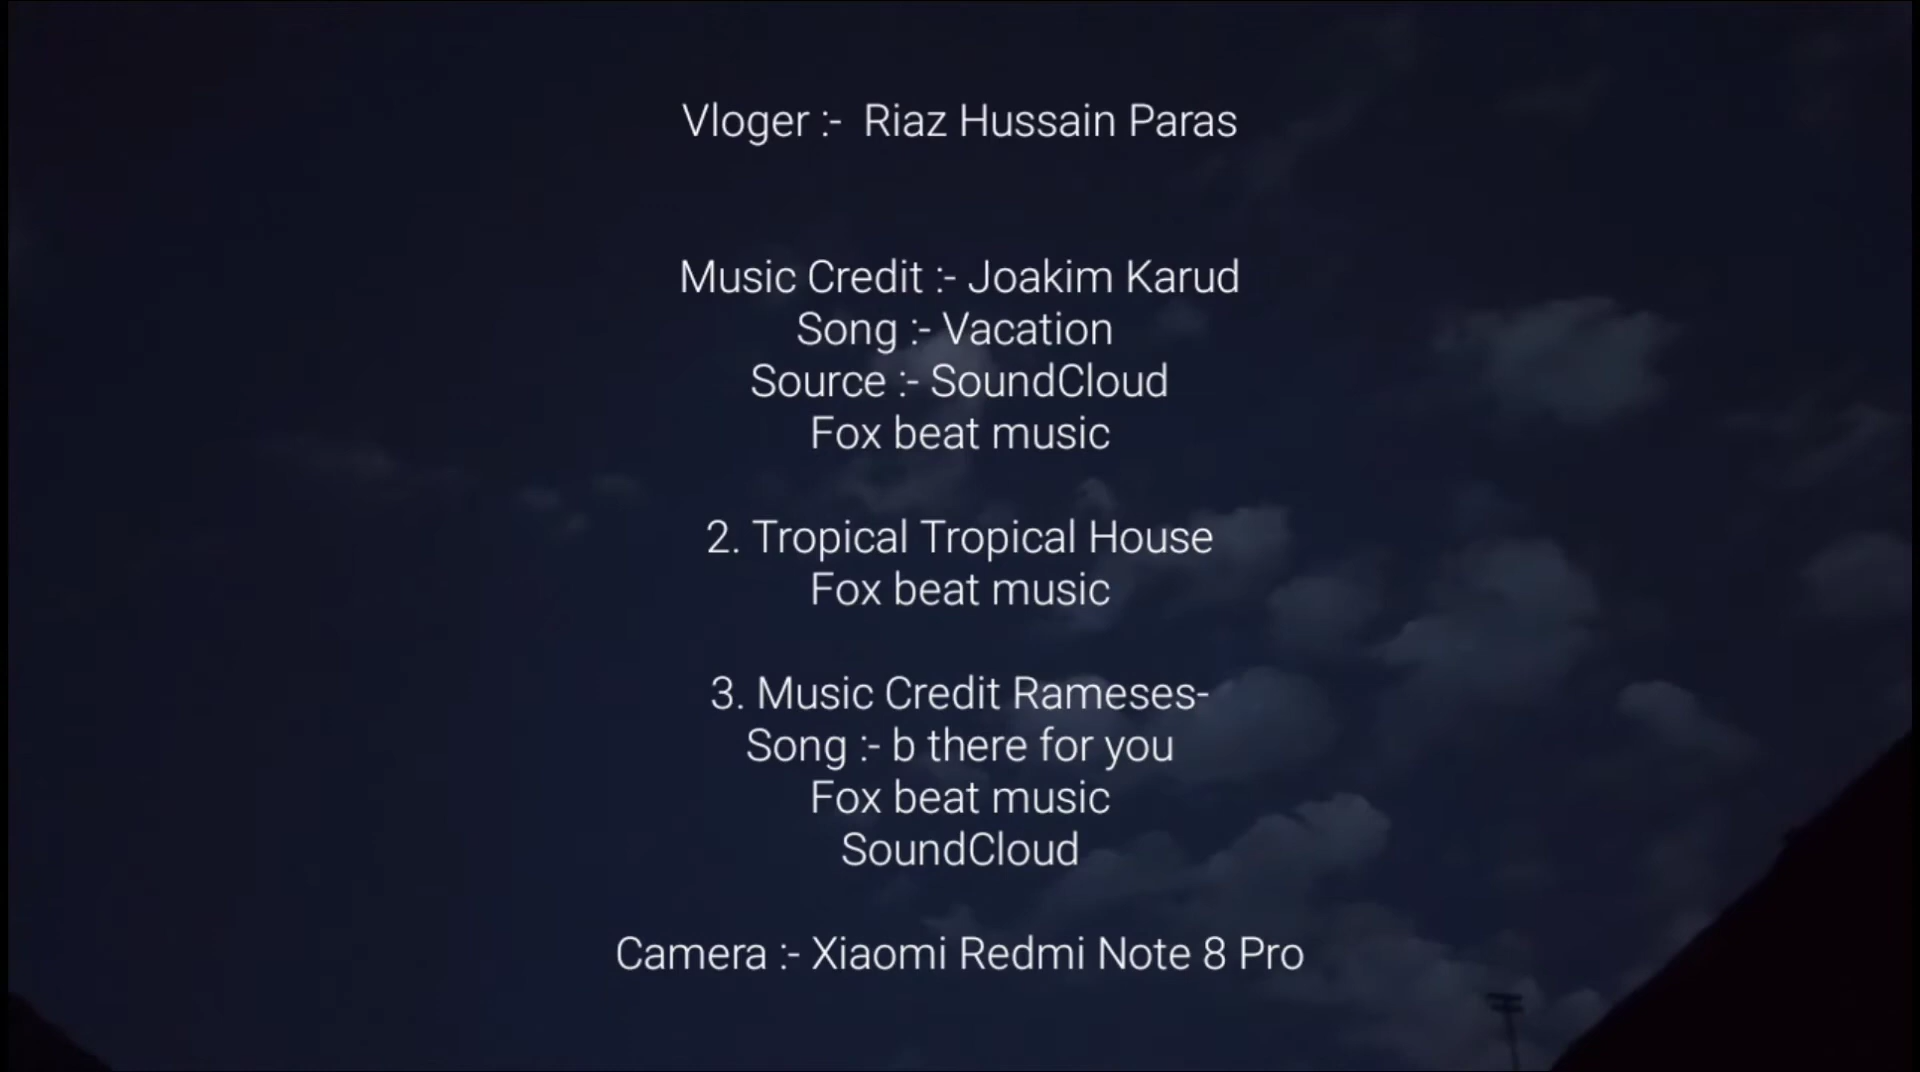 Vloger :-  Riaz Hussain Paras
Music Credit :- Joakim Karud
Song :- Vacation
Source :- SoundCloud
Fox beat music
2. Tropical Tropical House
Fox beat music
3. Music Credit Rameses-
Song :- b there for you
Fox beat music
SoundCloud
Camera :- Xiaomi Redmi Note 8 Pro